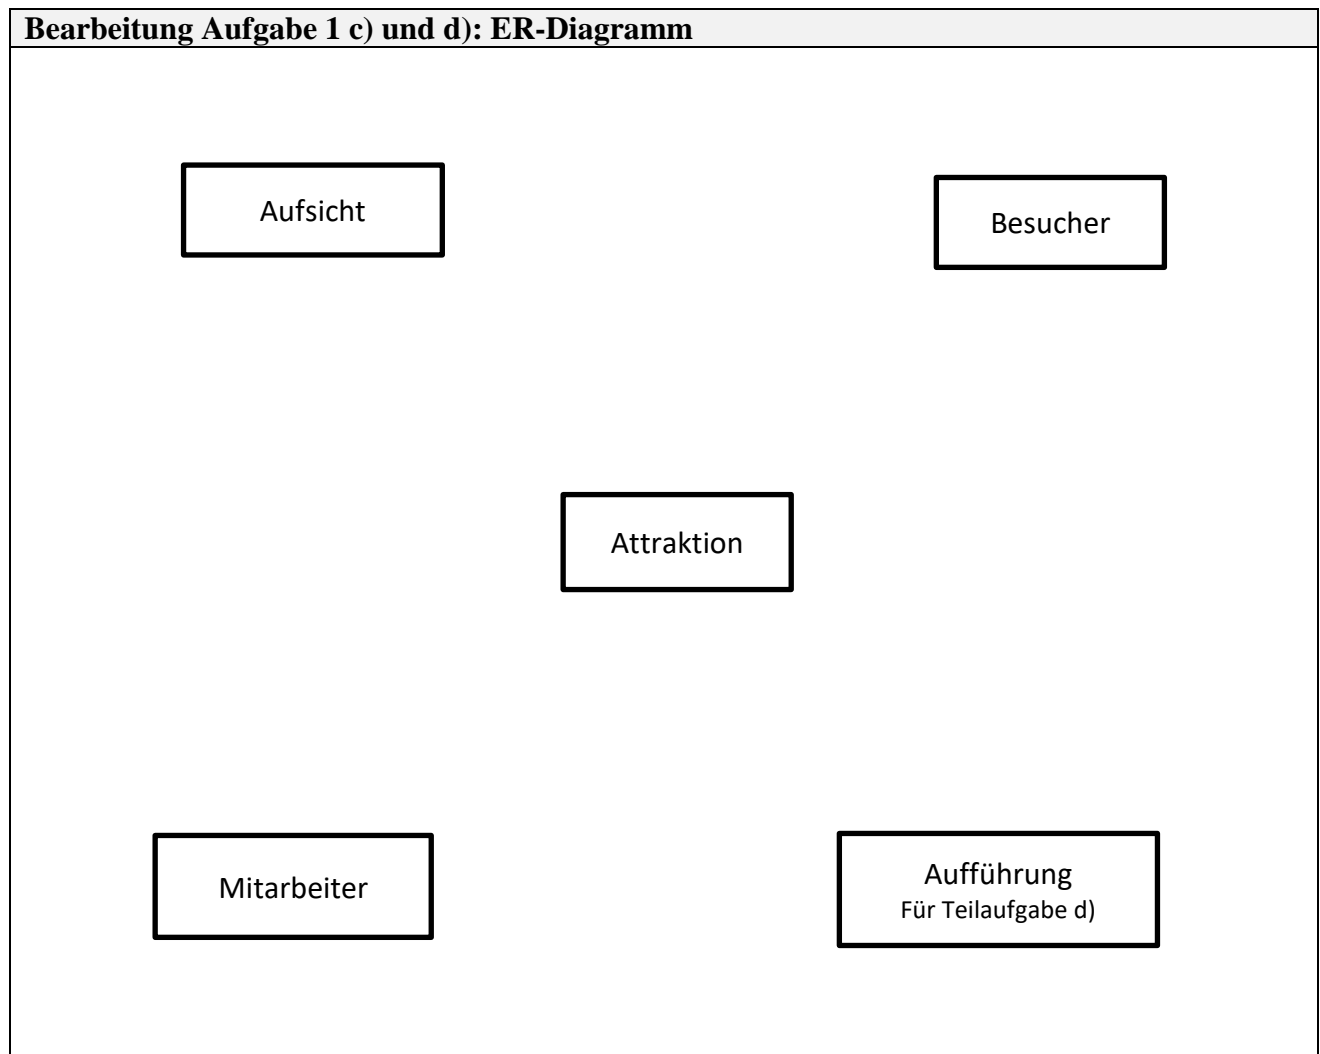 Bearbeitung Aufgabe 1 c) und d): ER-Diagramm
Aufsicht
Besucher
Attraktion
Mitarbeiter
Aufführung
Für Teilaufgabe d)